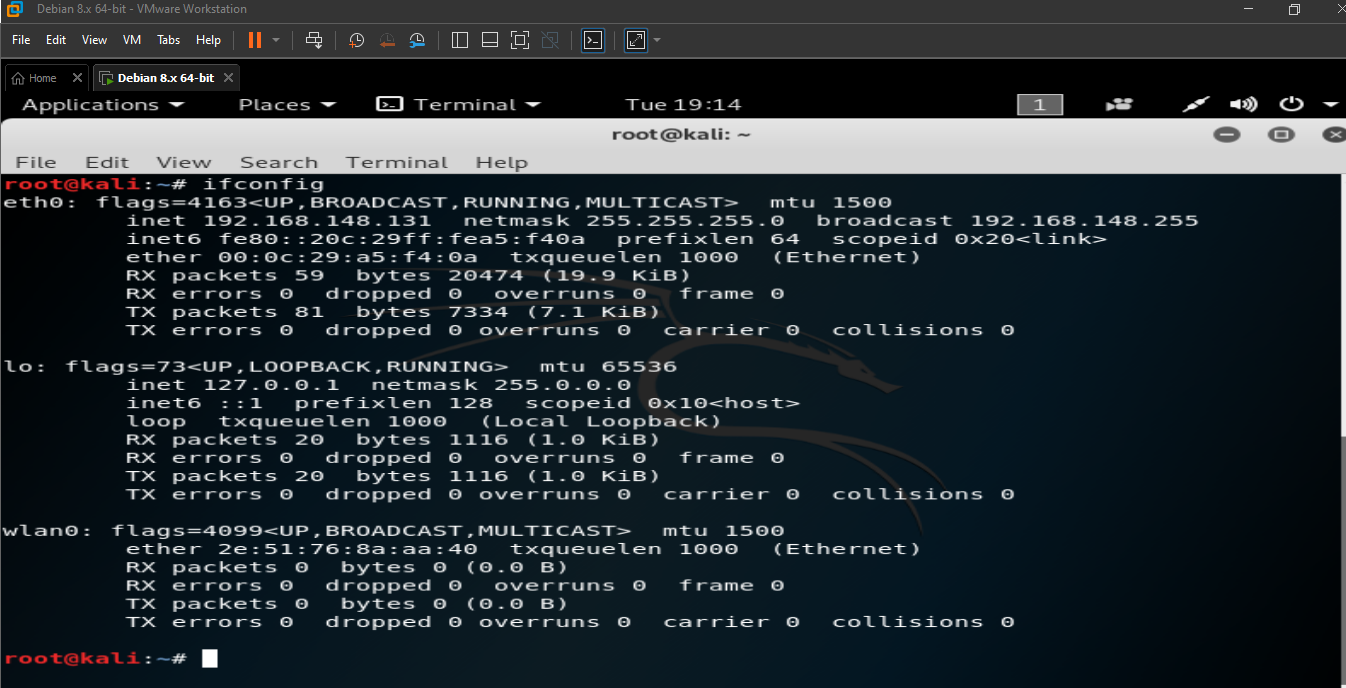 Debian 8.x 64-bit - VMware Workstation
File Edit View VM Tabs Help
Home Debian 8.x 64-bit
Applications Places Terminal Tue 19:14 1
root@kali: ~
File Edit View Search Terminal Help
root@kali:~# ifconfig
eth0: flags=4163<UP,BROADCAST,RUNNING,MULTICAST>  mtu 1500
        inet 192.168.148.131  netmask 255.255.255.0  broadcast 192.168.148.255
        inet6 fe80::20c:29ff:fea5:f40a  prefixlen 64  scopeid 0x20<link>
        ether 00:0c:29:a5:f4:0a  txqueuelen 1000  (Ethernet)
        RX packets 59  bytes 20474 (19.9 KiB)
        RX errors 0  dropped 0  overruns 0  frame 0
        TX packets 81  bytes 7334 (7.1 KiB)
        TX errors 0  dropped 0 overruns 0  carrier 0  collisions 0
lo: flags=73<UP,LOOPBACK,RUNNING>  mtu 65536
        inet 127.0.0.1  netmask 255.0.0.0
        inet6 ::1  prefixlen 128  scopeid 0x10<host>
        loop  txqueuelen 1000  (Local Loopback)
        RX packets 20  bytes 1116 (1.0 KiB)
        RX errors 0  dropped 0  overruns 0  frame 0
        TX packets 20  bytes 1116 (1.0 KiB)
        TX errors 0  dropped 0 overruns 0  carrier 0  collisions 0
wlan0: flags=4099<UP,BROADCAST,MULTICAST>  mtu 1500
        ether 2e:51:76:8a:aa:40  txqueuelen 1000  (Ethernet)
        RX packets 0  bytes 0 (0.0 B)
        RX errors 0  dropped 0  overruns 0  frame 0
        TX packets 0  bytes 0 (0.0 B)
        TX errors 0  dropped 0 overruns 0  carrier 0  collisions 0
root@kali:~#